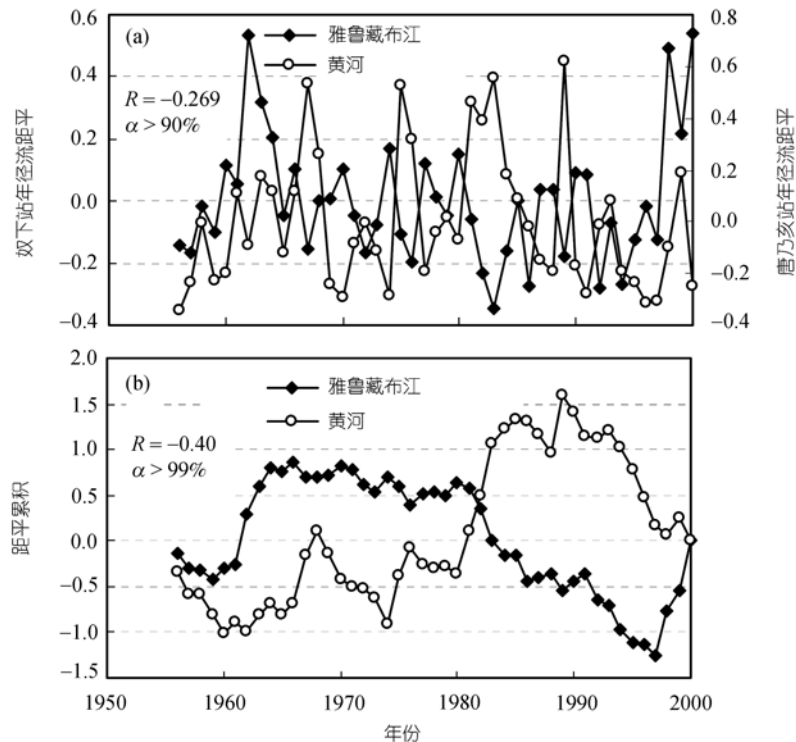 (a)
雅鲁藏布江
黄河
R = −0.269
α > 90%
奴下站年径流距平
0.6
0.4
0.2
0.0
−0.2
−0.4
唐乃亥站年径流距平
0.8
0.6
0.4
0.2
0.0
−0.2
−0.4
(b)
雅鲁藏布江
黄河
R = −0.40
α > 99%
距平累积
2.0
1.5
1.0
0.5
0.0
−0.5
−1.0
−1.5
1950
1960
1970
1980
1990
2000
年份